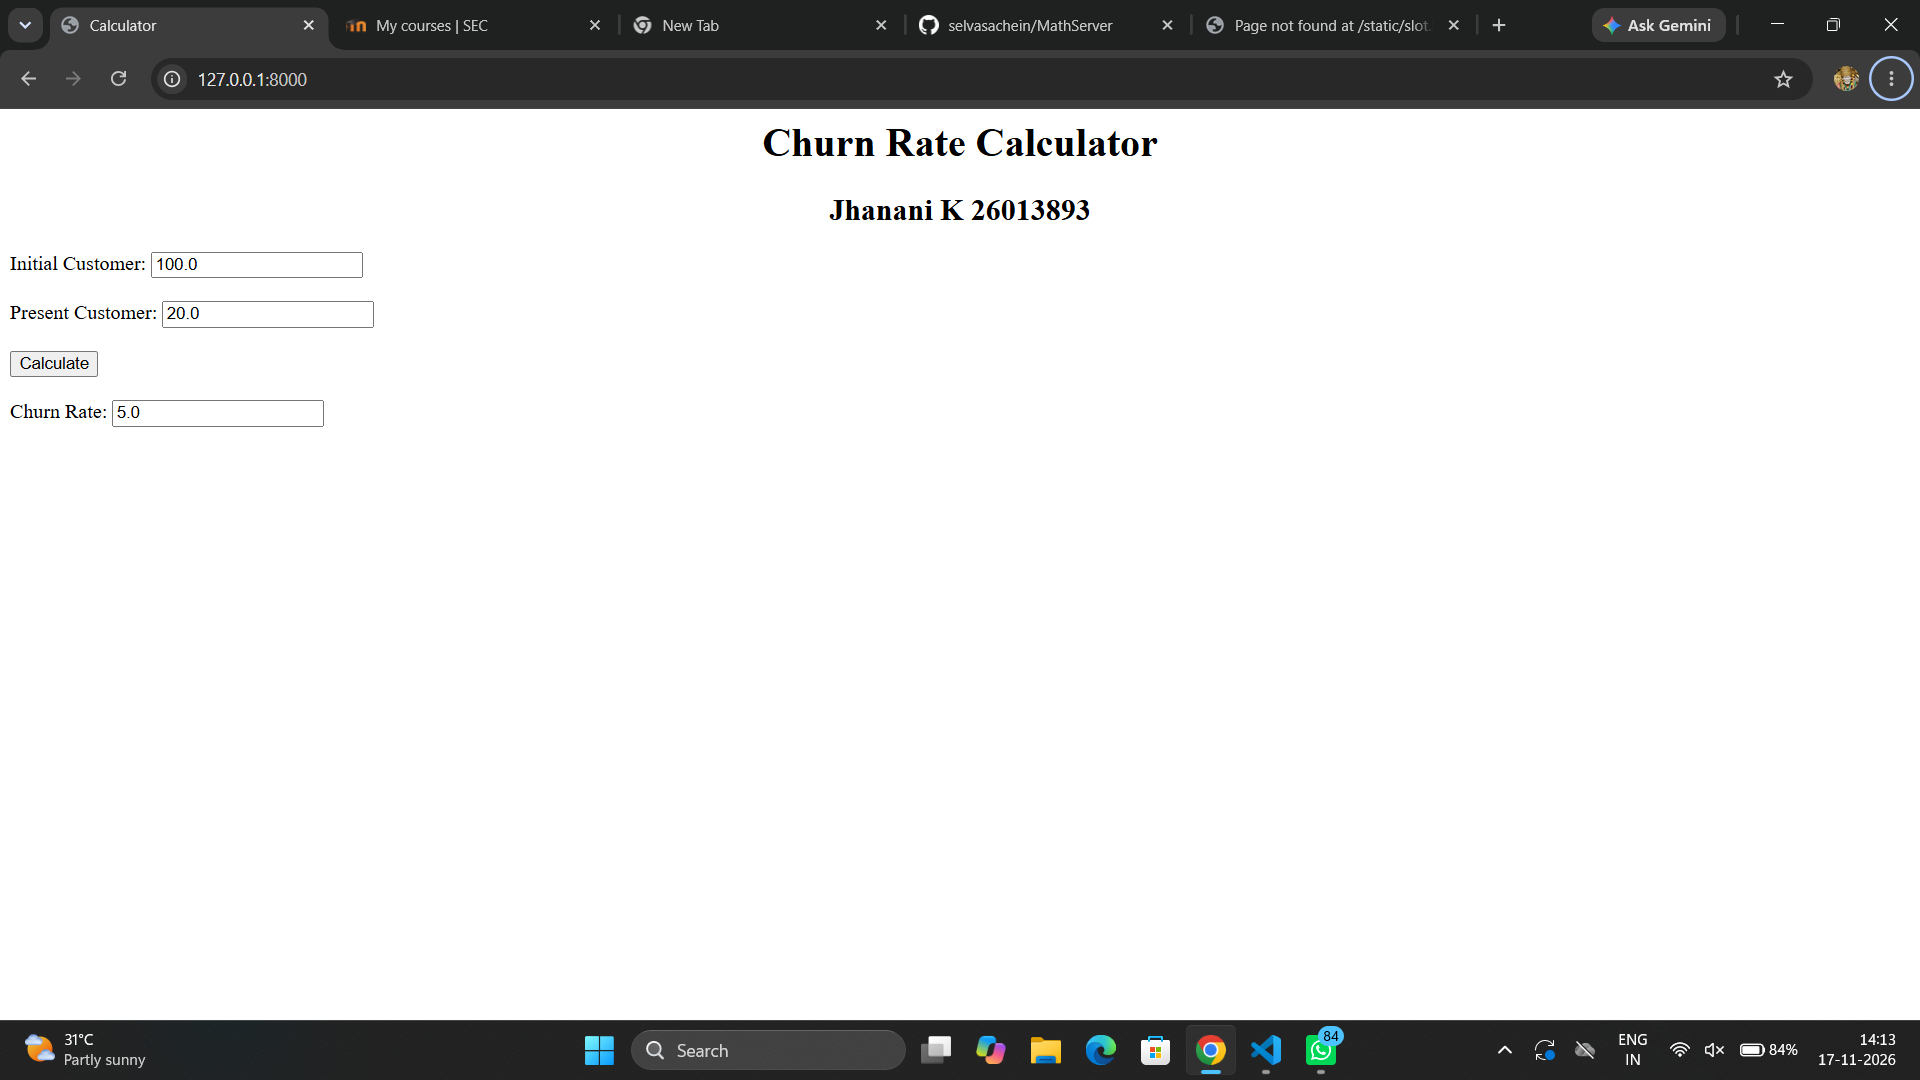 Calculator
My courses | SEC
New Tab
selvasachein/MathServer
Page not found at /static/slot.
Ask Gemini
127.0.0.1:8000
Churn Rate Calculator
Jhanani K 26013893
Initial Customer: 100.0
Present Customer: 20.0
Calculate
Churn Rate: 5.0
31°C
Partly sunny
Search
84
ENG
IN
84%
14:13
17-11-2026